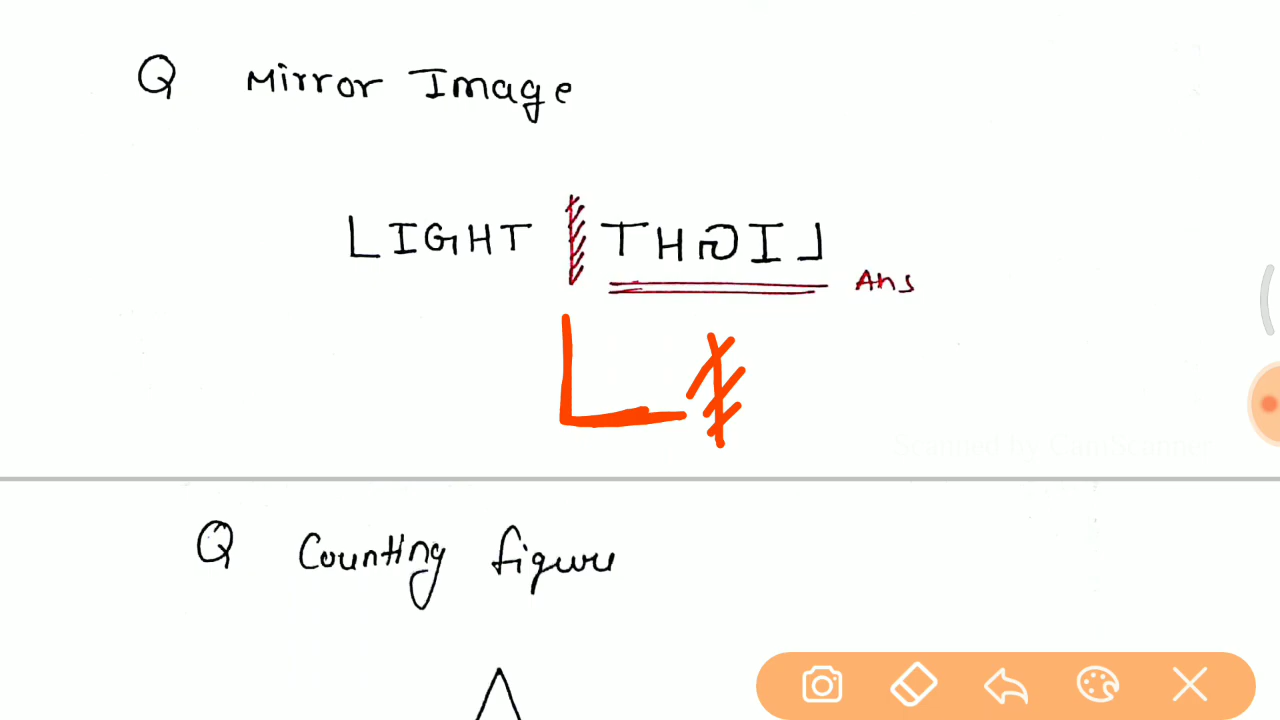 Q Mirror Image
LIGHT THGIL
Ans
L
Q Counting figure